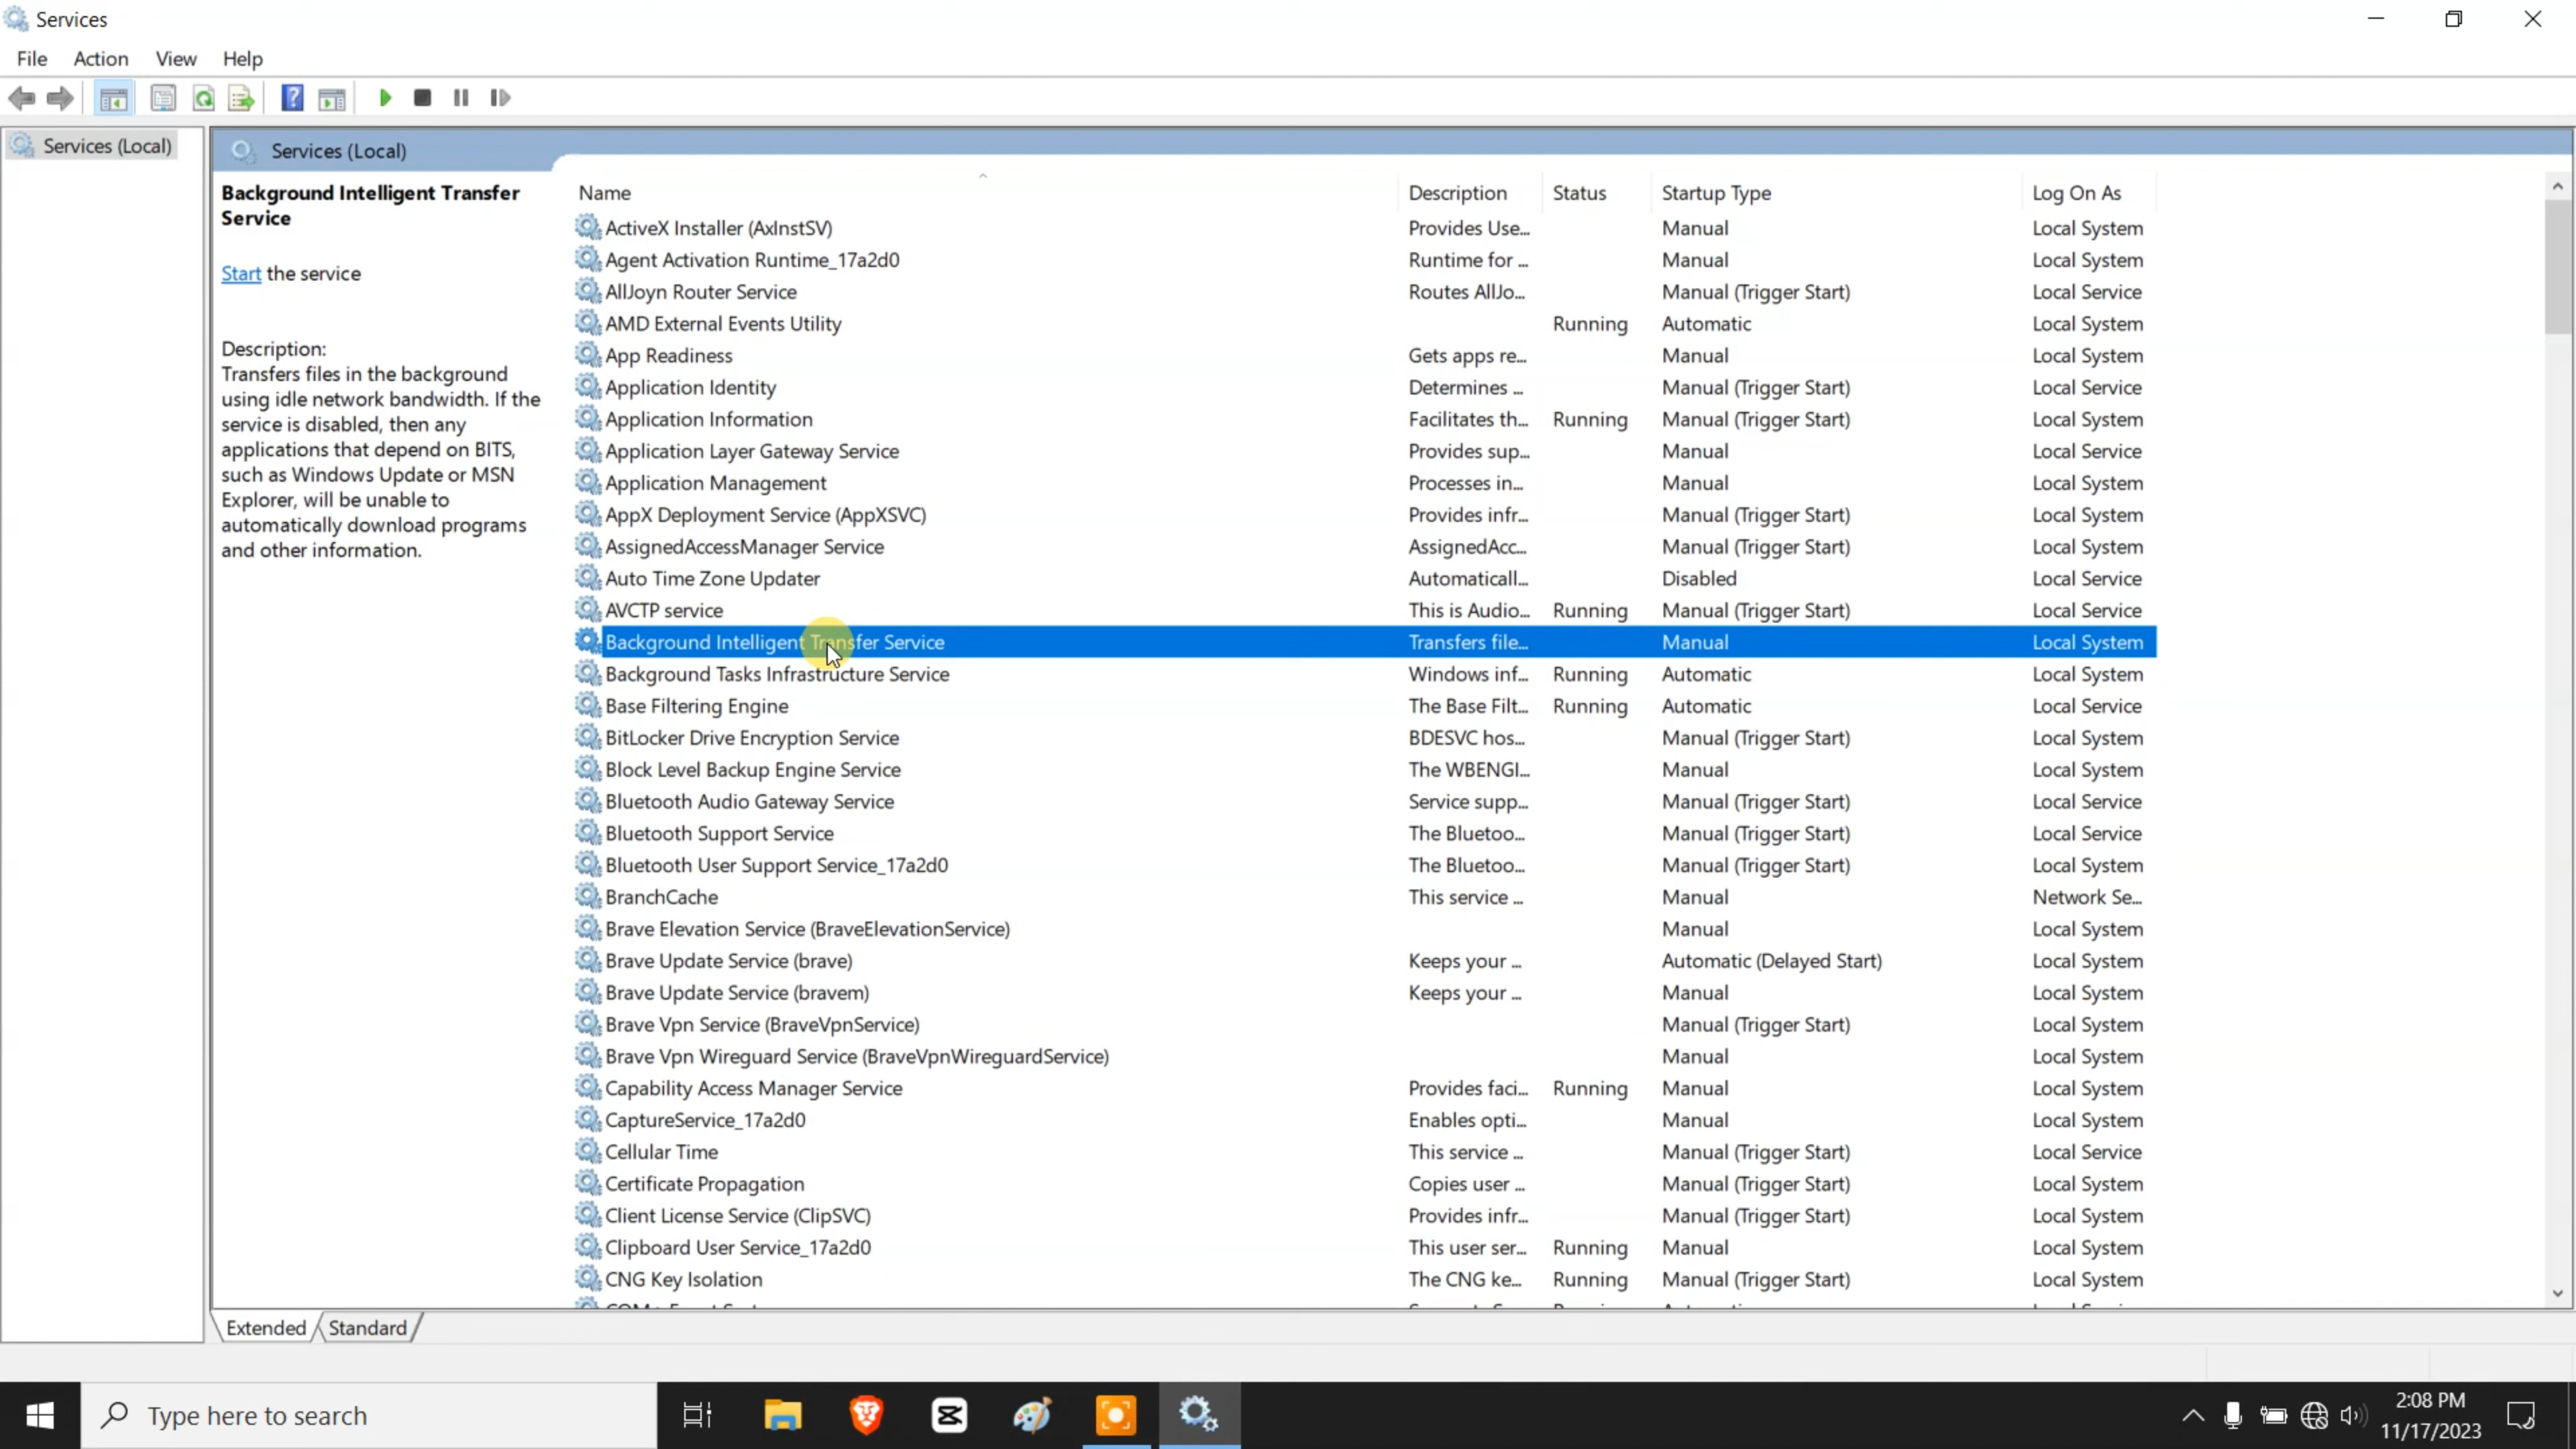 Services
File Action View Help
Services (Local)
Services (Local)
Background Intelligent Transfer
Service
Start the service
Description:
Transfers files in the background
using idle network bandwidth. If the
service is disabled, then any
applications that depend on BITS,
such as Windows Update or MSN
Explorer, will be unable to
automatically download programs
and other information.
Name Description Status Startup Type Log On As
ActiveX Installer (AxInstSV) Provides Use... Manual Local System
Agent Activation Runtime_17a2d0 Runtime for ... Manual Local System
AllJoyn Router Service Routes AllJo... Manual (Trigger Start) Local Service
AMD External Events Utility Running Automatic Local System
App Readiness Gets apps re... Manual Local System
Application Identity Determines ... Manual (Trigger Start) Local Service
Application Information Facilitates th... Running Manual (Trigger Start) Local System
Application Layer Gateway Service Provides sup... Manual Local Service
Application Management Processes in... Manual Local System
AppX Deployment Service (AppXSVC) Provides infr... Manual (Trigger Start) Local System
AssignedAccessManager Service AssignedAcc... Manual (Trigger Start) Local System
Auto Time Zone Updater Automaticall... Disabled Local Service
AVCTP service This is Audio... Running Manual (Trigger Start) Local Service
Background Intelligent Transfer Service Transfers file... Manual Local System
Background Tasks Infrastructure Service Windows inf... Running Automatic Local System
Base Filtering Engine The Base Filt... Running Automatic Local Service
BitLocker Drive Encryption Service BDESVC hos... Manual (Trigger Start) Local System
Block Level Backup Engine Service The WBENGI... Manual Local System
Bluetooth Audio Gateway Service Service supp... Manual (Trigger Start) Local Service
Bluetooth Support Service The Bluetoo... Manual (Trigger Start) Local Service
Bluetooth User Support Service_17a2d0 The Bluetoo... Manual (Trigger Start) Local System
BranchCache This service ... Manual Network Se...
Brave Elevation Service (BraveElevationService) Manual Local System
Brave Update Service (brave) Keeps your ... Automatic (Delayed Start) Local System
Brave Update Service (bravem) Keeps your ... Manual Local System
Brave Vpn Service (BraveVpnService) Manual (Trigger Start) Local System
Brave Vpn Wireguard Service (BraveVpnWireguardService) Manual Local System
Capability Access Manager Service Provides faci... Running Manual Local System
CaptureService_17a2d0 Enables opti... Manual Local System
Cellular Time This service ... Manual (Trigger Start) Local Service
Certificate Propagation Copies user ... Manual (Trigger Start) Local System
Client License Service (ClipSVC) Provides infr... Manual (Trigger Start) Local System
Clipboard User Service_17a2d0 This user ser... Running Manual Local System
CNG Key Isolation The CNG ke... Running Manual (Trigger Start) Local System
Extended Standard
Type here to search
2:08 PM
11/17/2023